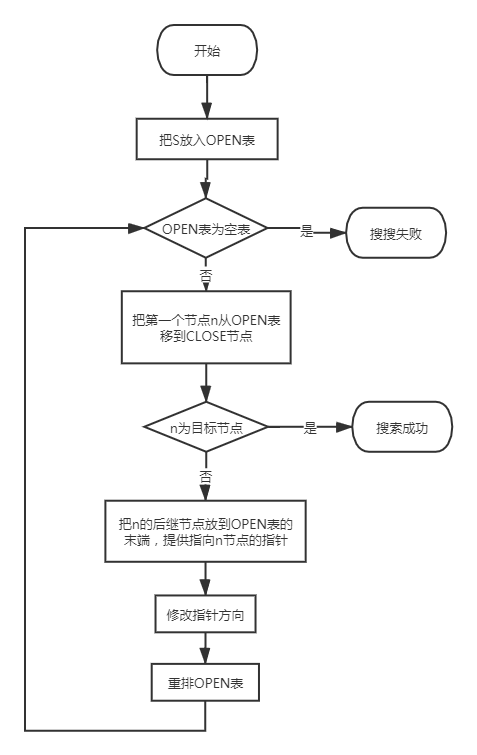 开始
把S放入OPEN表
OPEN表为空表
是
搜搜失败
否
把第一个节点n从OPEN表
移到CLOSE节点
n为目标节点
是
搜索成功
否
把n的后继节点放到OPEN表的
末端，提供指向n节点的指针
修改指针方向
重排OPEN表